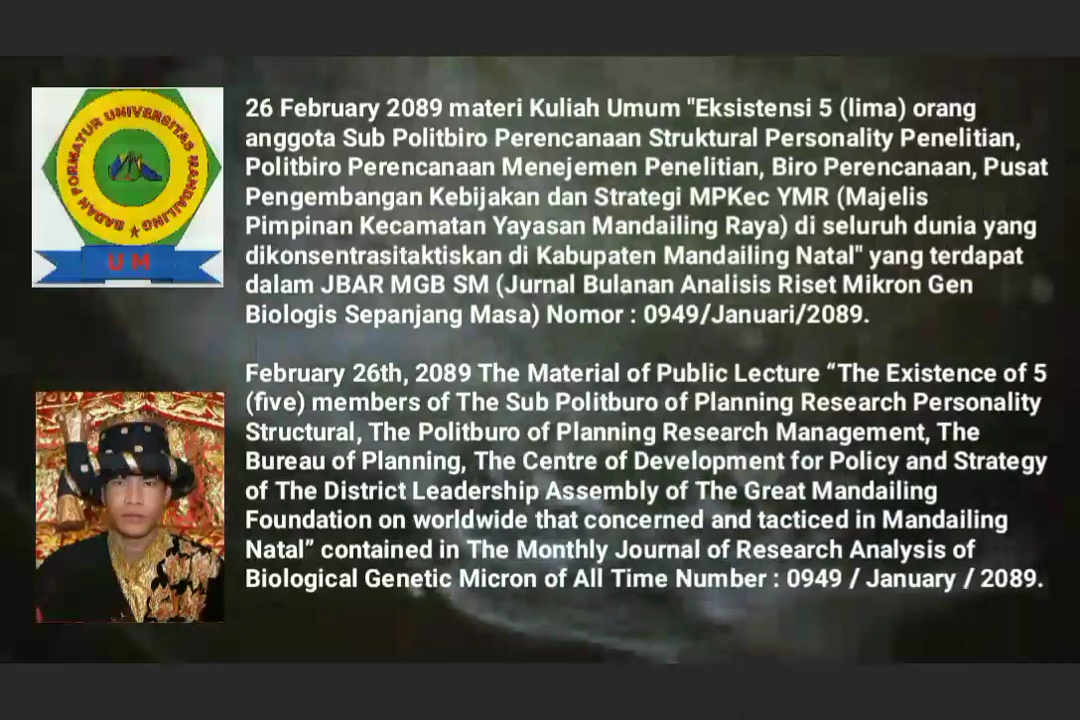 BADAN FORMATUR UNIVERSITAS MANDAILING
UM
26 February 2089 materi Kuliah Umum "Eksistensi 5 (lima) orang
anggota Sub Politbiro Perencanaan Struktural Personality Penelitian,
Politbiro Perencanaan Menejemen Penelitian, Biro Perencanaan, Pusat
Pengembangan Kebijakan dan Strategi MPKec YMR (Majelis
Pimpinan Kecamatan Yayasan Mandailing Raya) di seluruh dunia yang
dikonsentrasitaktiskan di Kabupaten Mandailing Natal" yang terdapat
dalam JBAR MGB SM (Jurnal Bulanan Analisis Riset Mikron Gen
Biologis Sepanjang Masa) Nomor : 0949/Januari/2089.
February 26th, 2089 The Material of Public Lecture “The Existence of 5
(five) members of The Sub Politburo of Planning Research Personality
Structural, The Politburo of Planning Research Management, The
Bureau of Planning, The Centre of Development for Policy and Strategy
of The District Leadership Assembly of The Great Mandailing
Foundation on worldwide that concerned and tacticed in Mandailing
Natal” contained in The Monthly Journal of Research Analysis of
Biological Genetic Micron of All Time Number : 0949 / January / 2089.